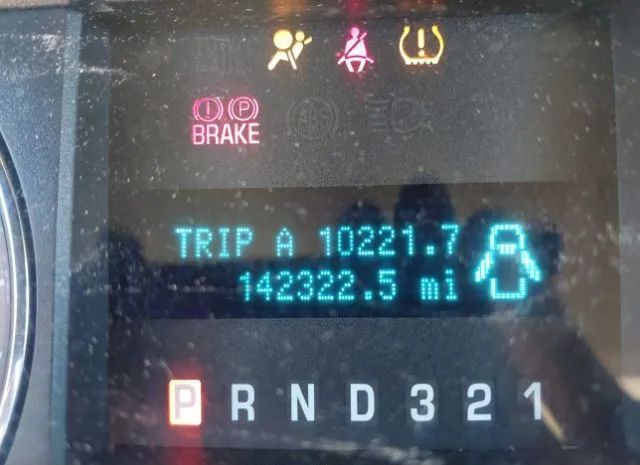 ! P
BRAKE
TRIP A 10221.7
142322.5 mi
P R N D 3 2 1